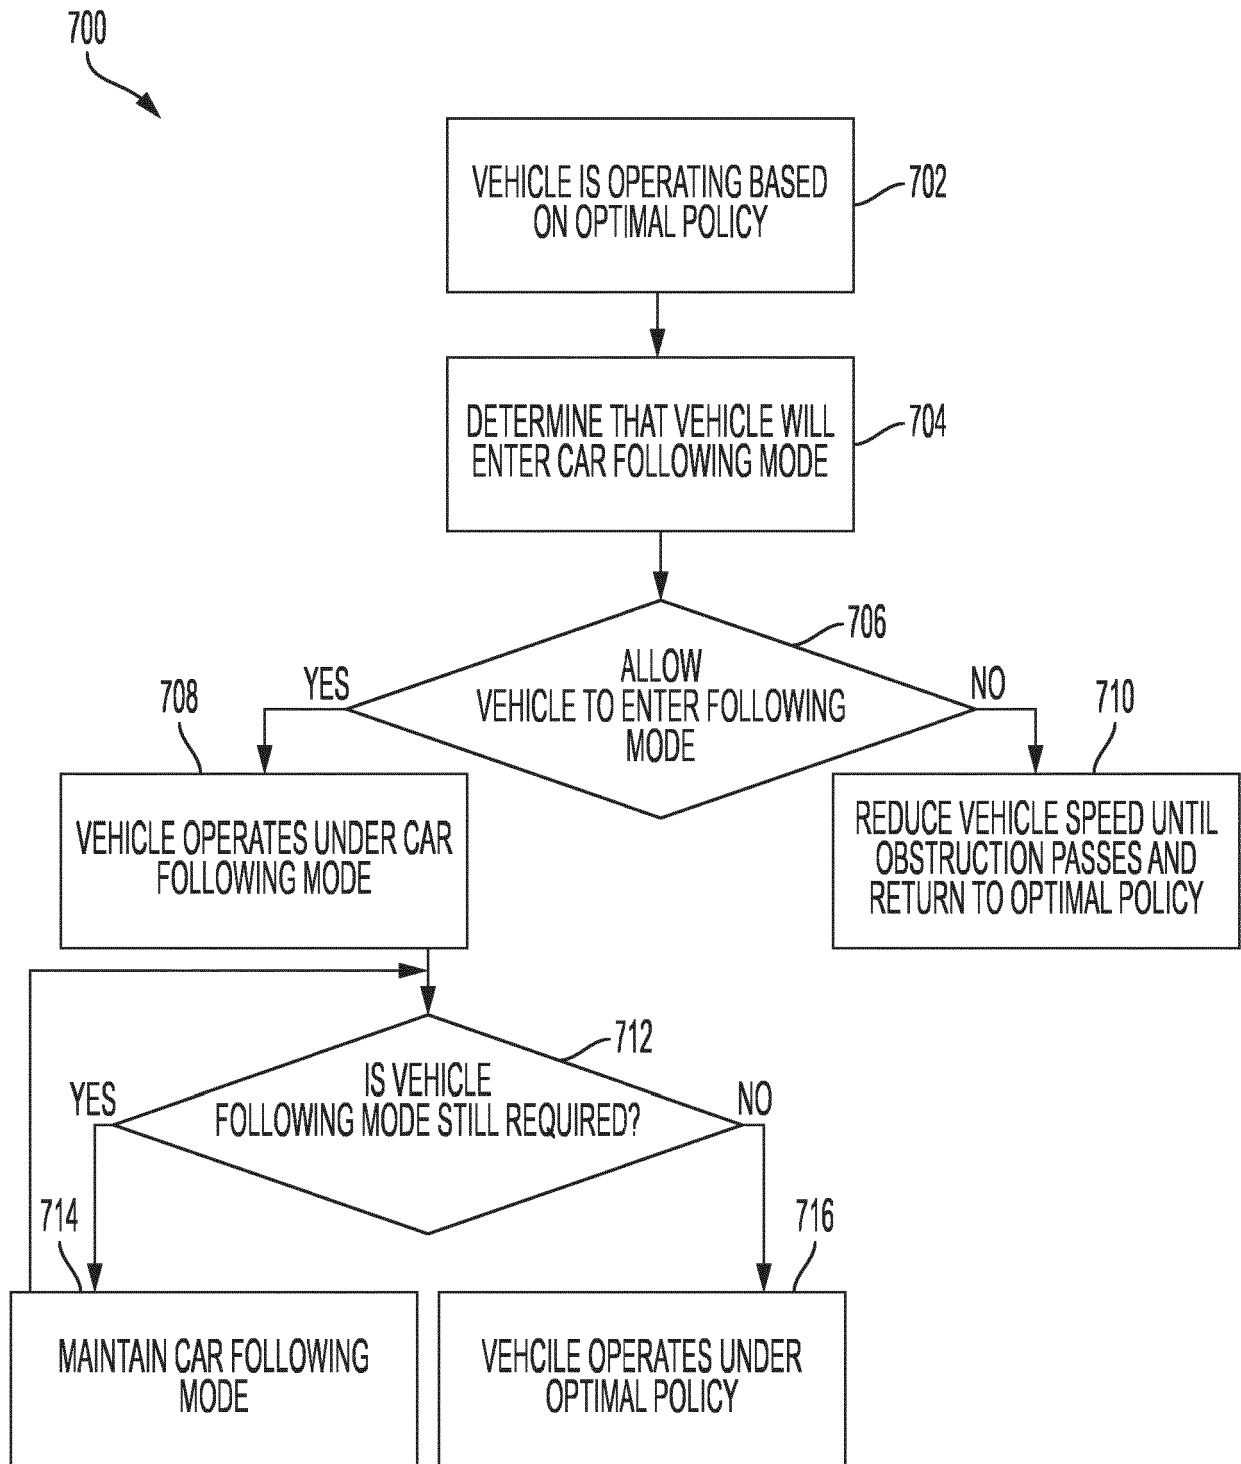 700
VEHICLE IS OPERATING BASED
ON OPTIMAL POLICY
702
DETERMINE THAT VEHICLE WILL
ENTER CAR FOLLOWING MODE
704
706
ALLOW
VEHICLE TO ENTER FOLLOWING
MODE
YES
NO
708
710
VEHICLE OPERATES UNDER CAR
FOLLOWING MODE
REDUCE VEHICLE SPEED UNTIL
OBSTRUCTION PASSES AND
RETURN TO OPTIMAL POLICY
712
IS VEHICLE
FOLLOWING MODE STILL REQUIRED?
YES
NO
714
716
MAINTAIN CAR FOLLOWING
MODE
VEHCILE OPERATES UNDER
OPTIMAL POLICY